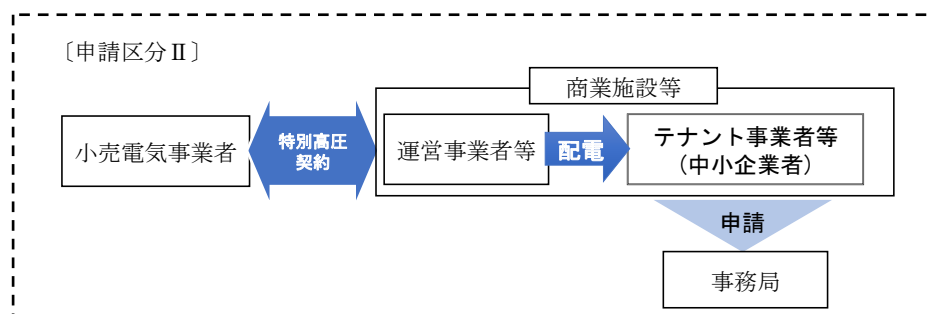 〔申請区分Ⅱ〕
商業施設等
小売電気事業者
特別高圧
契約
運営事業者等
配電
テナント事業者等
（中小企業者）
申請
事務局